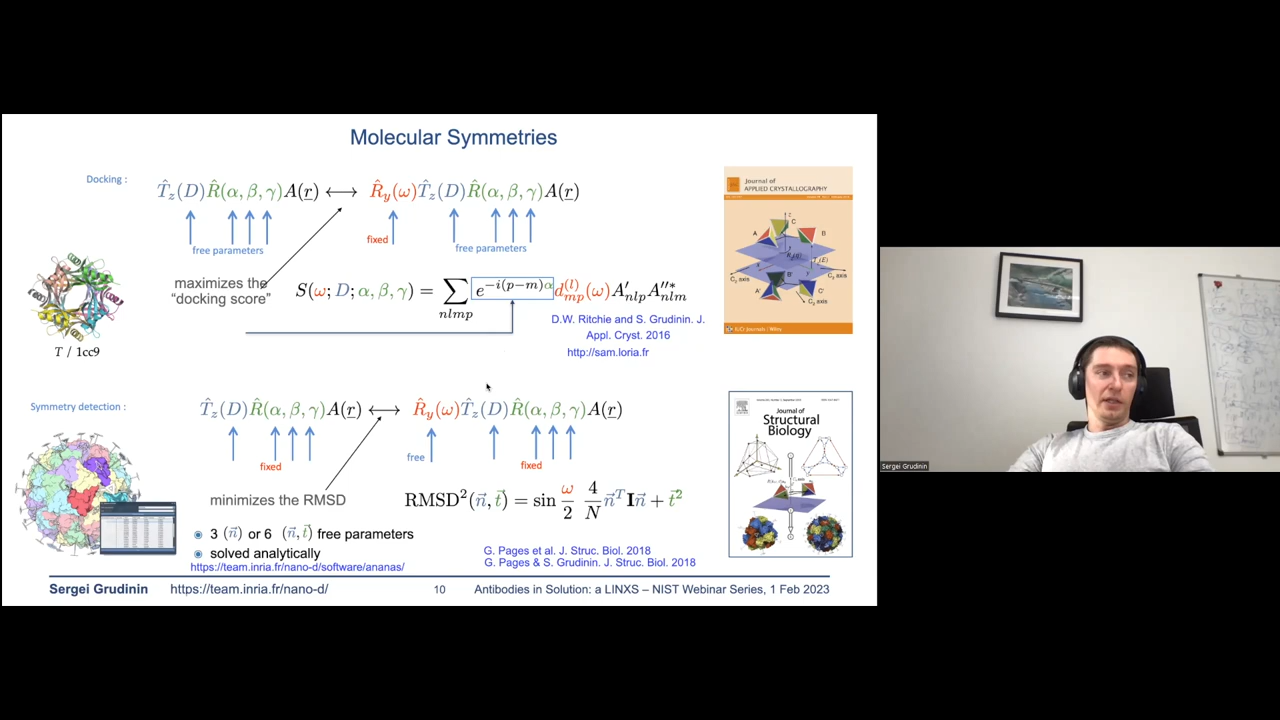 Molecular Symmetries
Docking :
T̂z(D)R̂(α, β, γ)A(r) ⟷ R̂y(ω)T̂z(D)R̂(α, β, γ)A(r)
free parameters
fixed
free parameters
maximizes the
"docking score"
S(ω; D; α, β, γ) = ∑nlmp e^−i(p−m)α d^(l)mp(ω)A′nlpA″*nlm
D.W. Ritchie and S. Grudinin. J.
Appl. Cryst. 2016
http://sam.loria.fr
T / 1cc9
Journal of
APPLIED CRYSTALLOGRAPHY
Symmetry detection :
T̂z(D)R̂(α, β, γ)A(r) ⟷ R̂y(ω)T̂z(D)R̂(α, β, γ)A(r)
fixed
free
fixed
minimizes the RMSD
RMSD²(n⃗, t⃗) = sin ω/2 4/N n⃗ᵀIn⃗ + t⃗²
3 (n⃗) or 6 (n⃗, t⃗) free parameters
solved analytically
https://team.inria.fr/nano-d/software/ananas/
G. Pages et al. J. Struc. Biol. 2018
G. Pages & S. Grudinin. J. Struc. Biol. 2018
Journal of
Structural
Biology
Sergei Grudinin https://team.inria.fr/nano-d/ 10 Antibodies in Solution: a LINXS – NIST Webinar Series, 1 Feb 2023
Sergei Grudinin